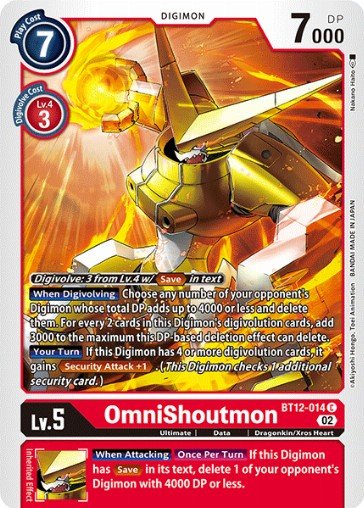 Play Cost
7
DIGIMON
7000
DP
Digivolve Cost
Lv.4
3
Nakano Haito
©Akiyoshi Hongo, Toei Animation BANDAI MADE IN JAPAN
Digivolve: 3 from Lv.4 w/ Save in text
When Digivolving Choose any number of your opponent's
Digimon whose total DP adds up to 4000 or less and delete
them. For every 2 cards in this Digimon's digivolution cards, add
3000 to the maximum this DP-based deletion effect can delete.
Your Turn If this Digimon has 4 or more digivolution cards, it
gains Security Attack +1 . (This Digimon checks 1 additional
security card.)
Lv.5
OmniShoutmon
BT12-014 C
02
Ultimate | Data | Dragonkin/Xros Heart
Inherited Effect
When Attacking Once Per Turn If this Digimon
has Save in its text, delete 1 of your opponent's
Digimon with 4000 DP or less.